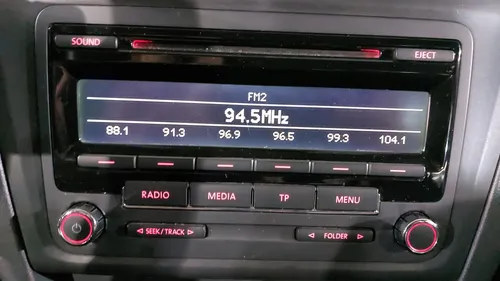 SOUND
EJECT
FM2
94.5MHz
88.1 91.3 96.9 96.5 99.3 104.1
RADIO MEDIA TP MENU
◁ SEEK/TRACK ▷ ◁ FOLDER ▷